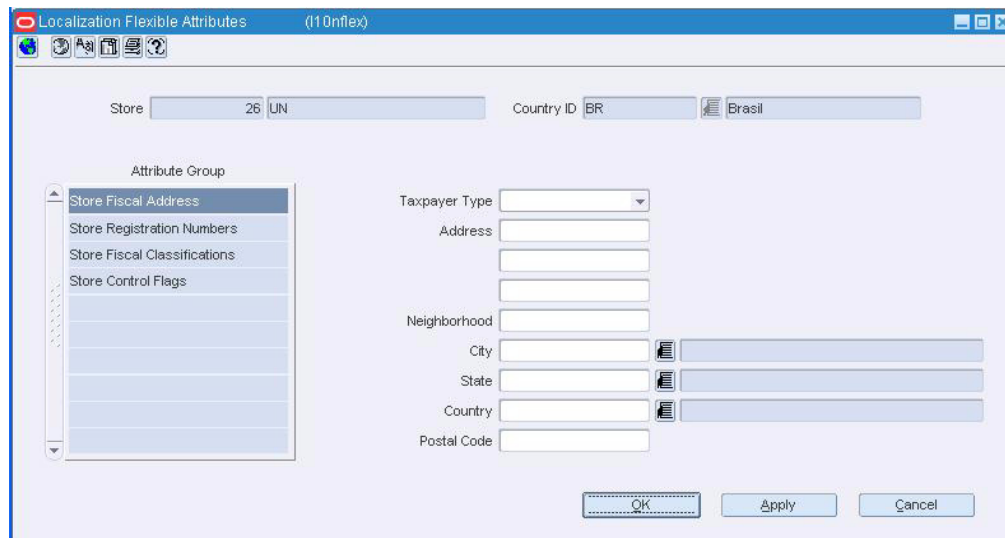 Localization Flexible Attributes (l10nflex)
Store 26 UN Country ID BR Brasil
Attribute Group
Store Fiscal Address
Store Registration Numbers
Store Fiscal Classifications
Store Control Flags
Taxpayer Type
Address
Neighborhood
City
State
Country
Postal Code
OK Apply Cancel